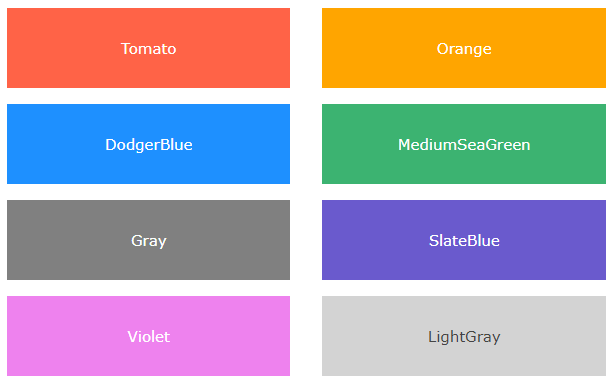 Tomato
Orange
DodgerBlue
MediumSeaGreen
Gray
SlateBlue
Violet
LightGray